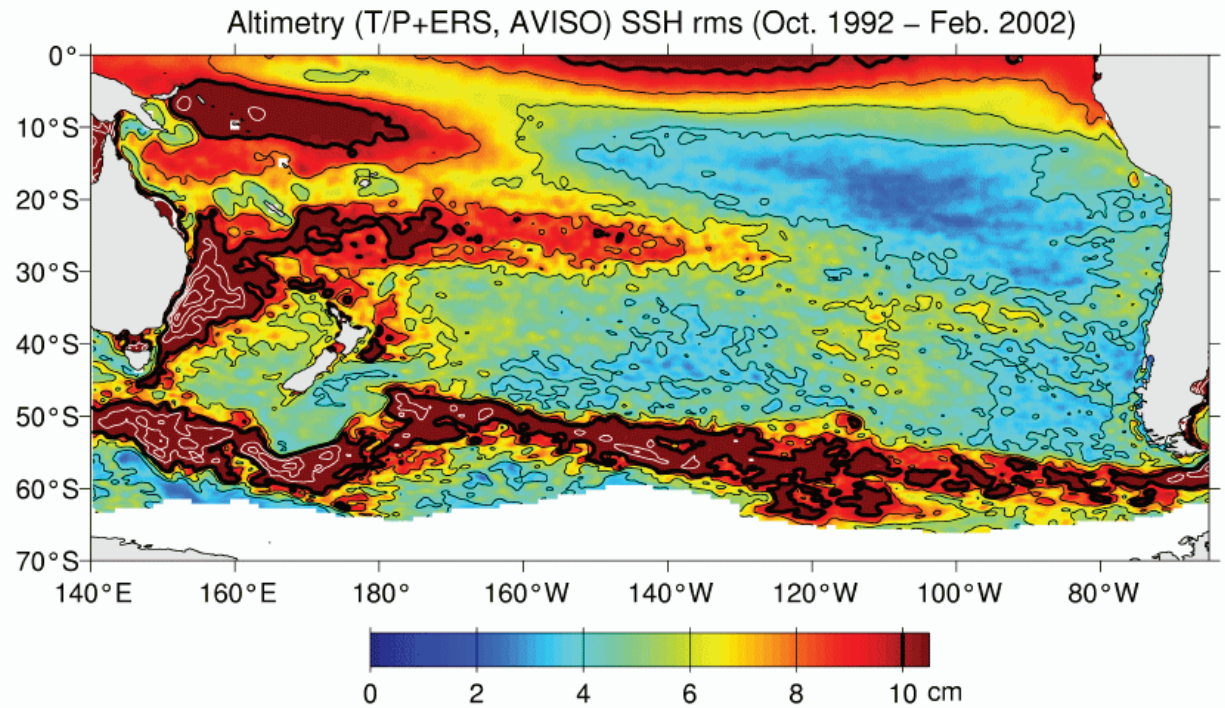 Altimetry (T/P+ERS, AVISO) SSH rms (Oct. 1992 – Feb. 2002)
0°
10°S
20°S
30°S
40°S
50°S
60°S
70°S
140°E 160°E 180° 160°W 140°W 120°W 100°W 80°W
0 2 4 6 8 10 cm